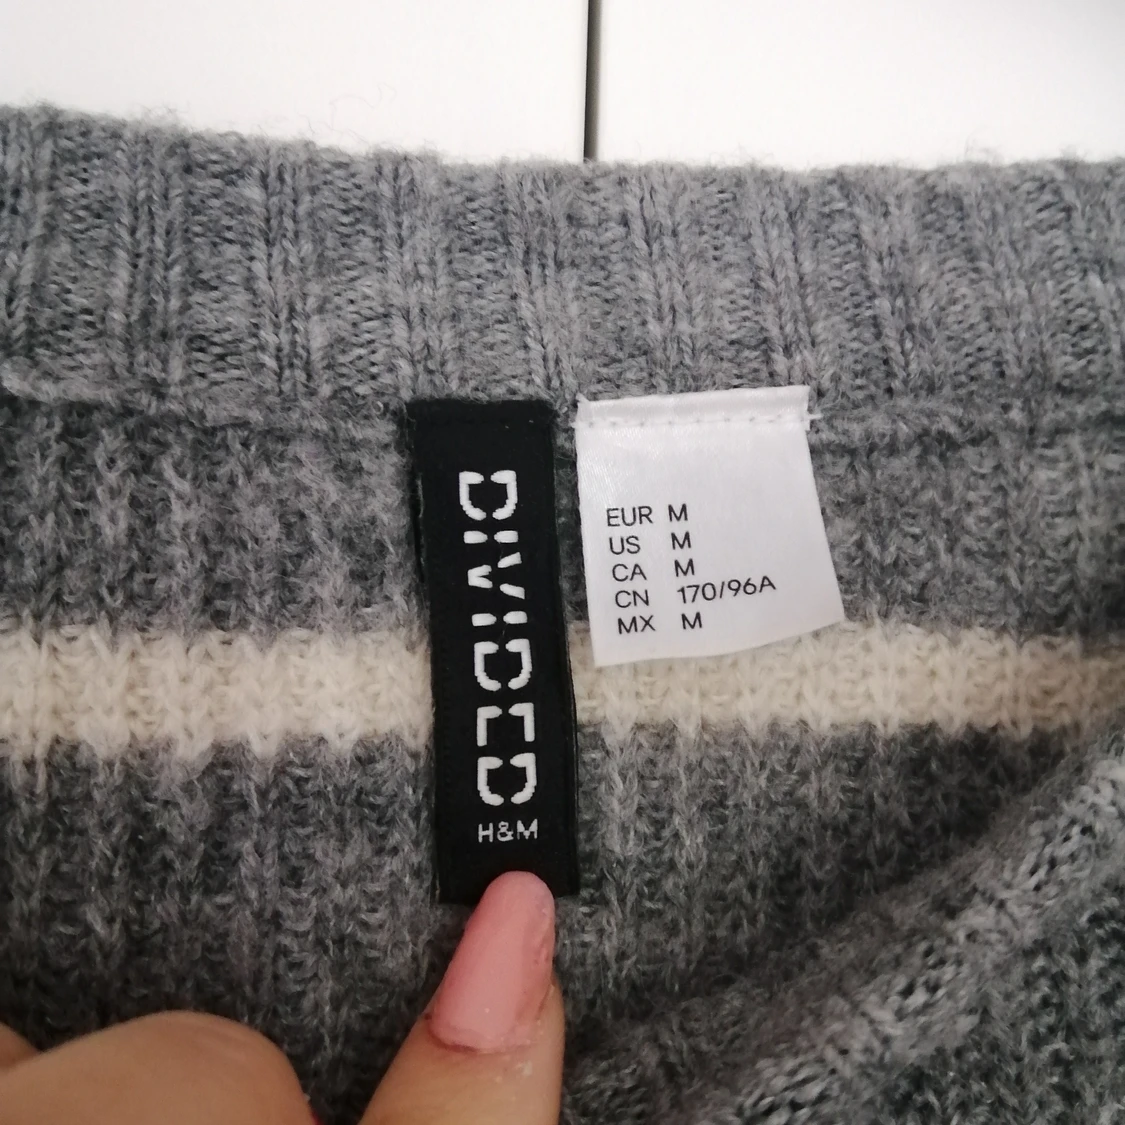 DIVIDED
H&M
EUR M
US M
CA M
CN 170/96A
MX M